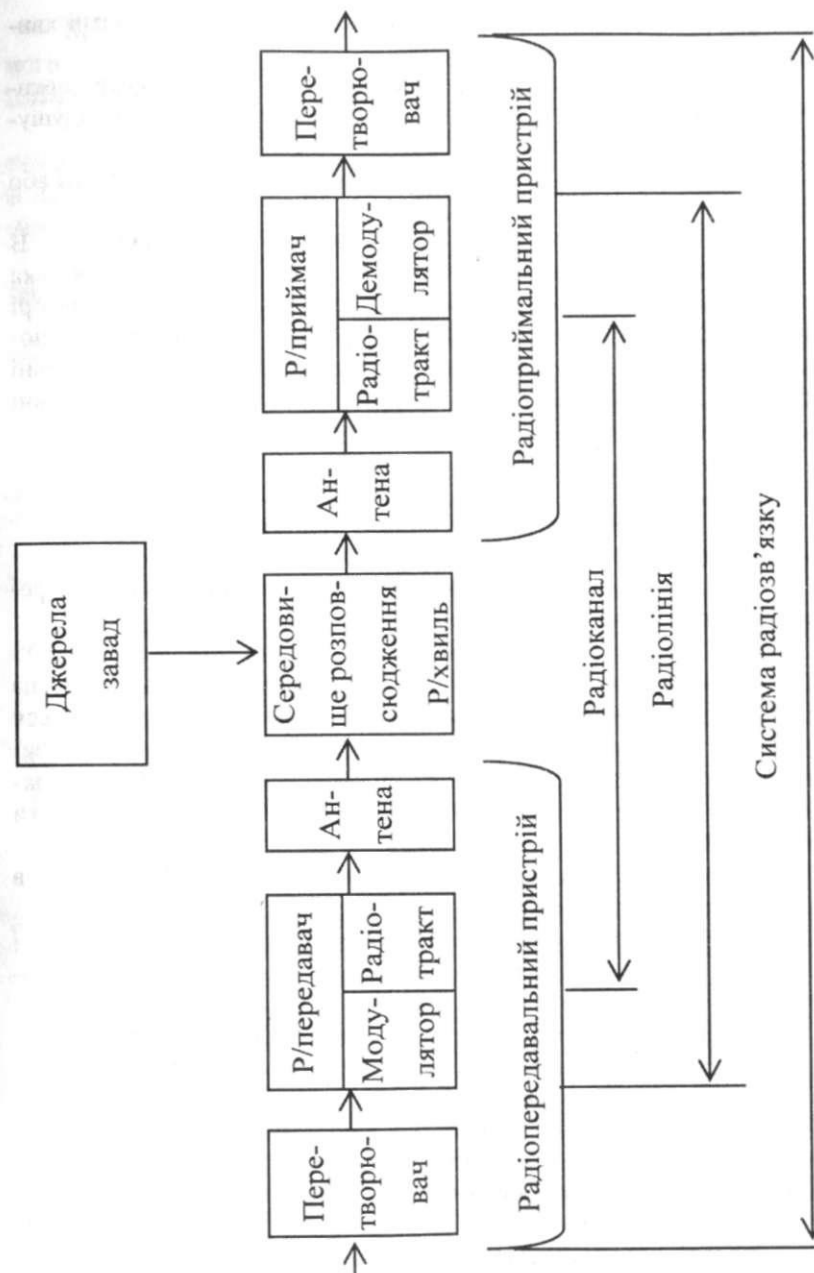 Джерела
завад
Пере-
творю-
вач
Р/передавач
Моду-
лятор
Радіо-
тракт
Ан-
тена
Середови-
ще розпов-
сюдження
Р/хвиль
Ан-
тена
Р/приймач
Радіо-
тракт
Демоду-
лятор
Пере-
творю-
вач
Радіопередавальний пристрій
Радіоприймальний пристрій
Радіоканал
Радіолінія
Система радіозв'язку